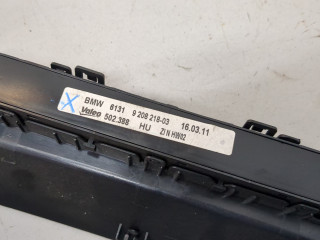 BMW 6131 9 208 218-03 16.03.11
Valeo 502.388 HU ZI N HW02